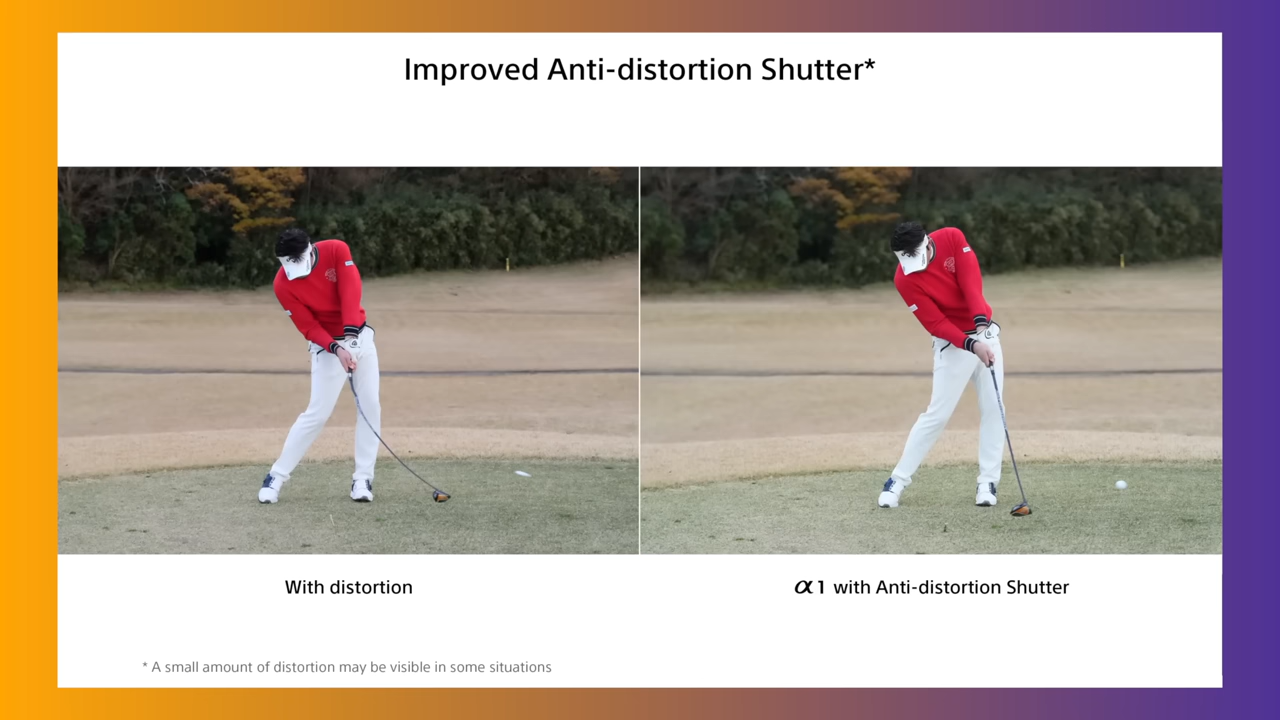 Improved Anti-distortion Shutter*
With distortion
α1 with Anti-distortion Shutter
* A small amount of distortion may be visible in some situations